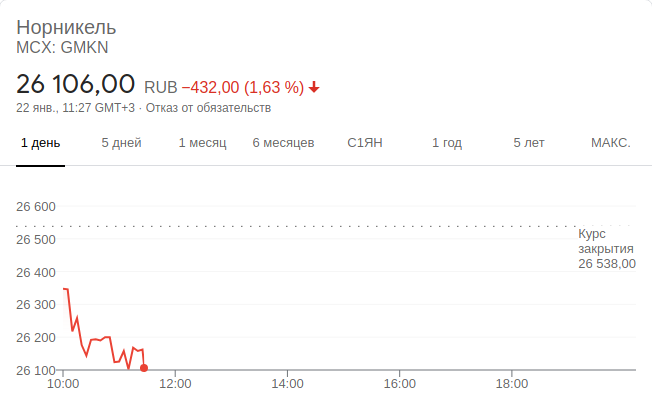 Норникель
MCX: GMKN
26 106,00 RUB −432,00 (1,63 %)
22 янв., 11:27 GMT+3 · Отказ от обязательств
1 день 5 дней 1 месяц 6 месяцев С1ЯН 1 год 5 лет МАКС.
26 600
Курс
26 500
закрытия
26 538,00
26 400
26 300
26 200
26 100
10:00 12:00 14:00 16:00 18:00